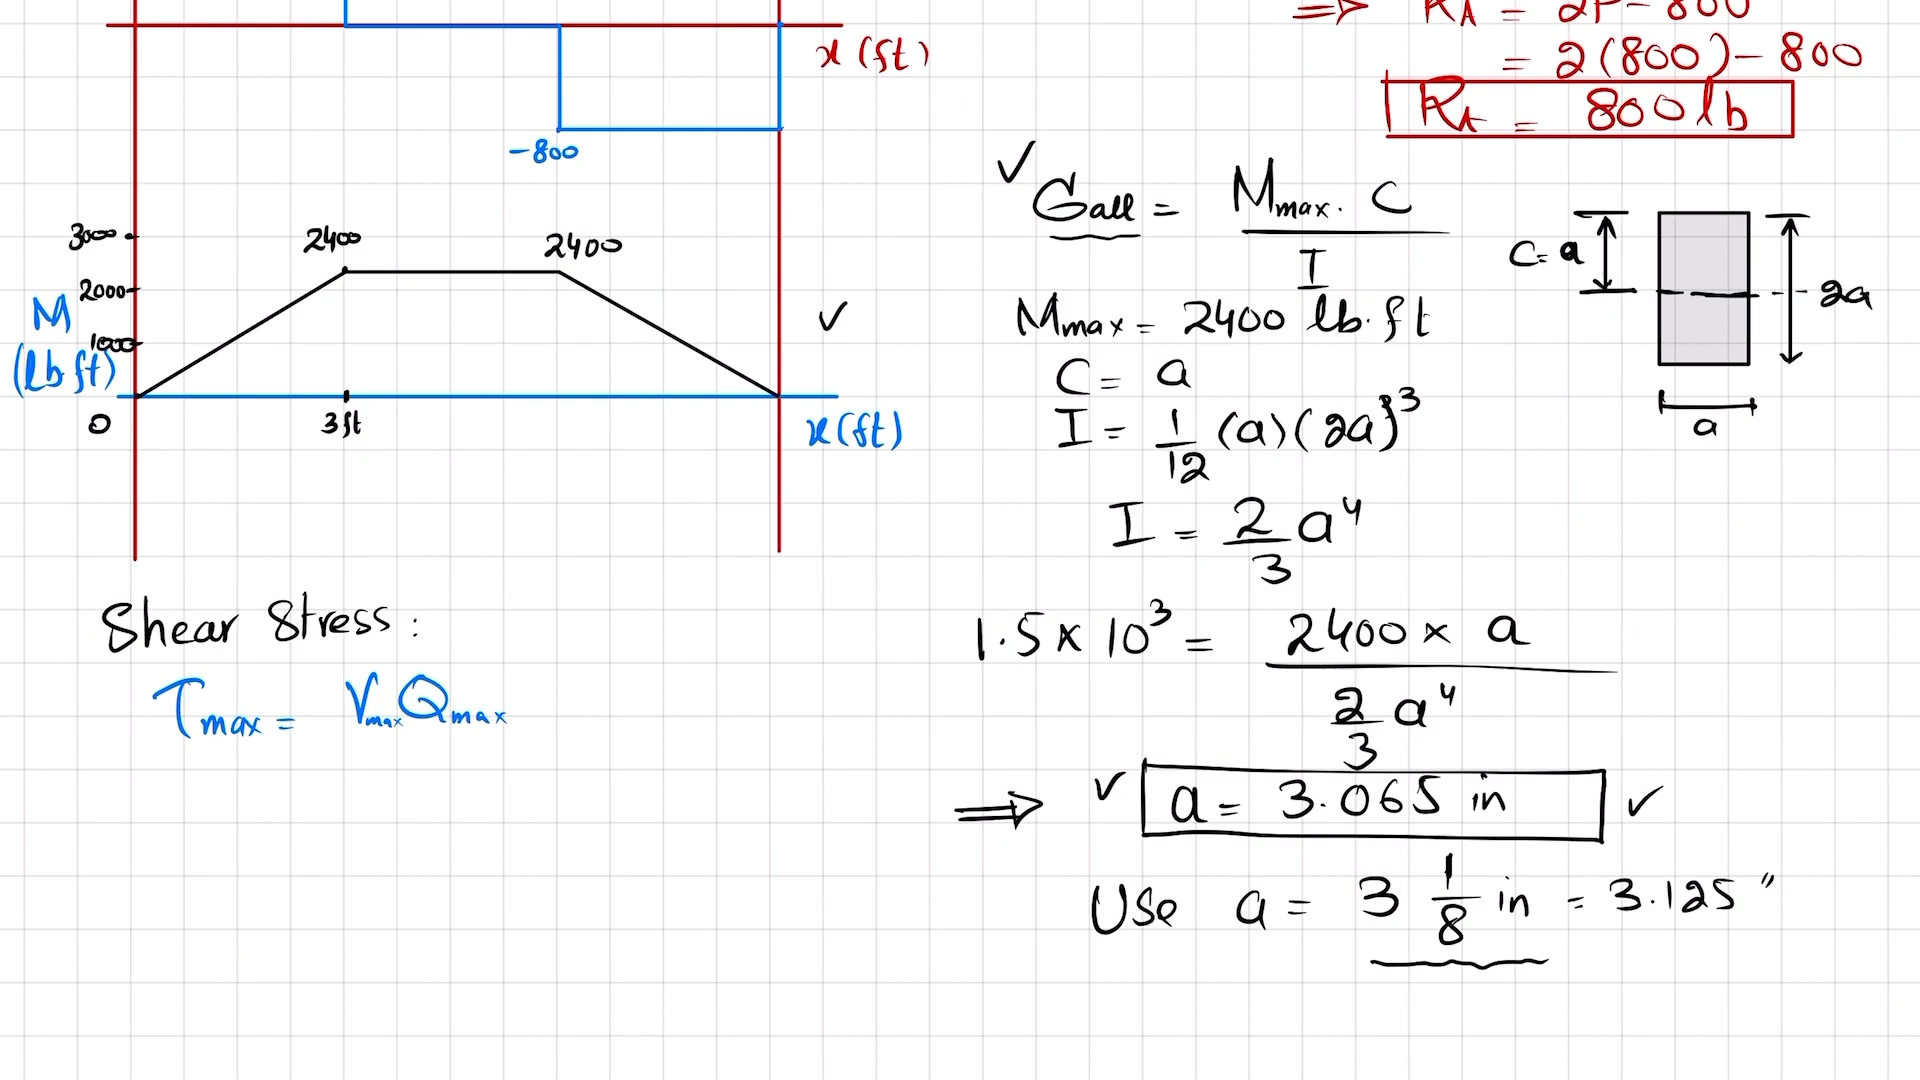 x (ft)
-800
3000
2400
2400
2000
M
1000
(lb ft)
0
3 ft
x (ft)
Shear Stress:
τmax = Vmax Qmax
⇒ RA = 2P - 800
= 2(800) - 800
RA = 800 lb
✓ σall = Mmax. C / I
Mmax = 2400 lb.ft
C = a
I = 1/12 (a)(2a)³
I = 2/3 a⁴
1.5 x 10³ = 2400 x a / 2/3 a⁴
⇒ ✓ a = 3.065 in ✓
Use a = 3 1/8 in = 3.125"
C = a
2a
a